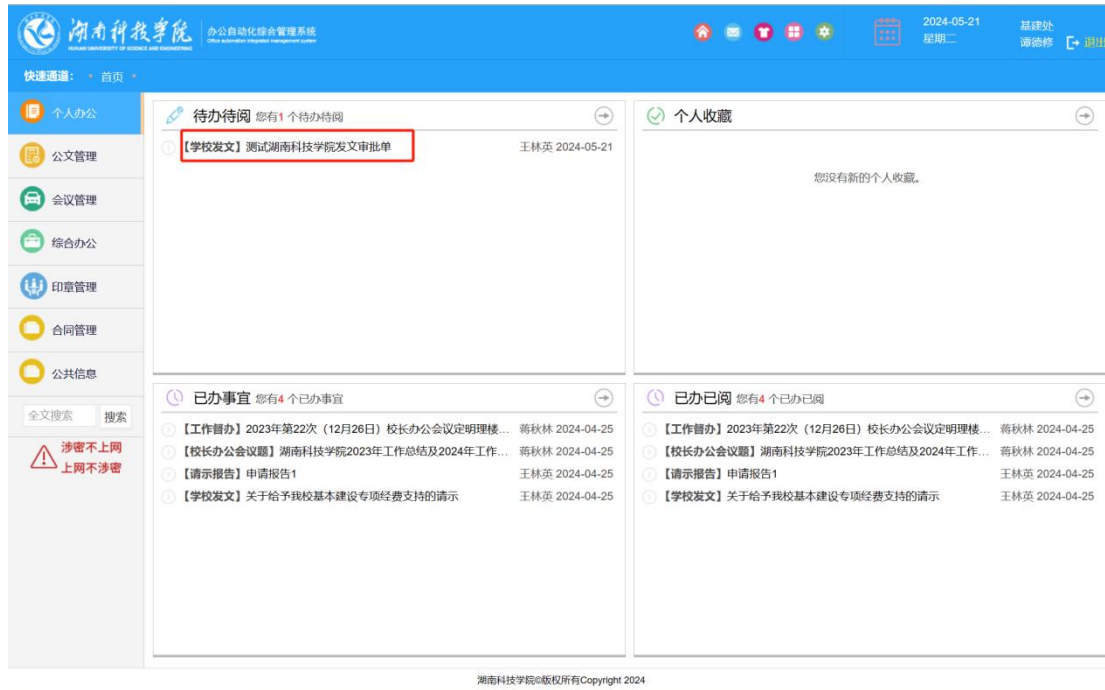 湖南科技学院
HUNAN UNIVERSITY OF SCIENCE AND ENGINEERING
办公自动化综合管理系统
Office automation integrated management system
2024-05-21
星期二
基建处
谭德修
退出
快速通道： 首页
个人办公
公文管理
会议管理
综合办公
印章管理
合同管理
公共信息
全文搜索 搜索
涉密不上网
上网不涉密
待办待阅 您有1 个待办待阅
【学校发文】测试湖南科技学院发文审批单 王林英 2024-05-21
个人收藏
您没有新的个人收藏。
已办事宜 您有4 个已办事宜
【工作督办】2023年第22次（12月26日）校长办公会议定明理楼... 蒋秋林 2024-04-25
【校长办公会议题】湖南科技学院2023年工作总结及2024年工作... 蒋秋林 2024-04-25
【请示报告】申请报告1 王林英 2024-04-25
【学校发文】关于给予我校基本建设专项经费支持的请示 王林英 2024-04-25
已办已阅 您有4 个已办已阅
【工作督办】2023年第22次（12月26日）校长办公会议定明理楼... 蒋秋林 2024-04-25
【校长办公会议题】湖南科技学院2023年工作总结及2024年工作... 蒋秋林 2024-04-25
【请示报告】申请报告1 王林英 2024-04-25
【学校发文】关于给予我校基本建设专项经费支持的请示 王林英 2024-04-25
湖南科技学院©版权所有Copyright 2024